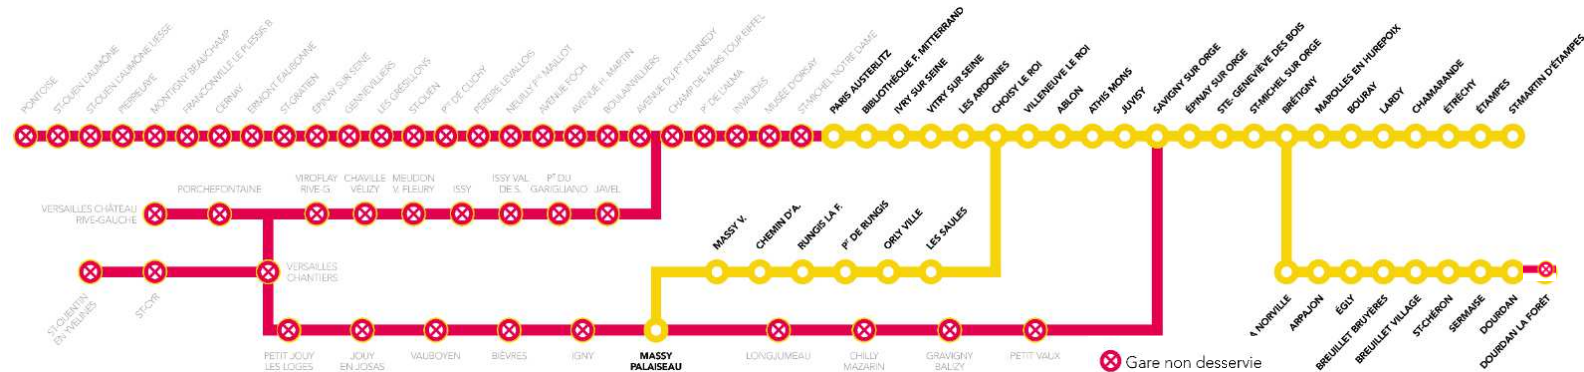 PONTOISE
ST-OUEN L'AUMÔNE
ST-OUEN L'AUMÔNE LIESSE
PIERRELAYE
MONTIGNY BEAUCHAMP
FRANCONVILLE LE PLESSIS B.
CERNAY
ERMONT EAUBONNE
ST-GRATIEN
ÉPINAY SUR SEINE
GENNEVILLIERS
LES GRÉSILLONS
ST-OUEN
PTE DE CLICHY
PEREIRE LEVALLOIS
NEUILLY PTE MAILLOT
AVENUE FOCH
AVENUE H. MARTIN
BOULAINVILLIERS
AVENUE DU PDT KENNEDY
CHAMP DE MARS TOUR EIFFEL
PT DE L'ALMA
INVALIDES
MUSÉE D'ORSAY
ST-MICHEL NOTRE DAME
PARIS AUSTERLITZ
BIBLIOTHÈQUE F. MITTERRAND
IVRY SUR SEINE
VITRY SUR SEINE
LES ARDOINES
CHOISY LE ROI
VILLENEUVE LE ROI
ABLON
ATHIS MONS
JUVISY
SAVIGNY SUR ORGE
ÉPINAY SUR ORGE
STE- GENEVIÈVE DES BOIS
ST-MICHEL SUR ORGE
BRÉTIGNY
MAROLLES EN HUREPOIX
BOURAY
LARDY
CHAMARANDE
ÉTRÉCHY
ÉTAMPES
ST-MARTIN D'ÉTAMPES
VERSAILLES CHÂTEAU
RIVE-GAUCHE
PORCHEFONTAINE
VIROFLAY
RIVE-G.
CHAVILLE
VÉLIZY
MEUDON
V. FLEURY
ISSY
ISSY VAL
DE S.
PT DU
GARIGLIANO
JAVEL
MASSY V.
CHEMIN D'A.
RUNGIS LA F.
PT DE RUNGIS
ORLY VILLE
LES SAULES
ST-QUENTIN
EN YVELINES
ST-CYR
VERSAILLES
CHANTIERS
A NORVILLE
ARPAJON
ÉGLY
BREUILLET BRUYÈRES
BREUILLET VILLAGE
ST-CHÉRON
SERMAISE
DOURDAN
DOURDAN LA FORÊT
PETIT JOUY
LES LOGES
JOUY
EN JOSAS
VAUBOYEN
BIÈVRES
IGNY
MASSY
PALAISEAU
LONGJUMEAU
CHILLY
MAZARIN
GRAVIGNY
BALIZY
PETIT VAUX
Gare non desservie